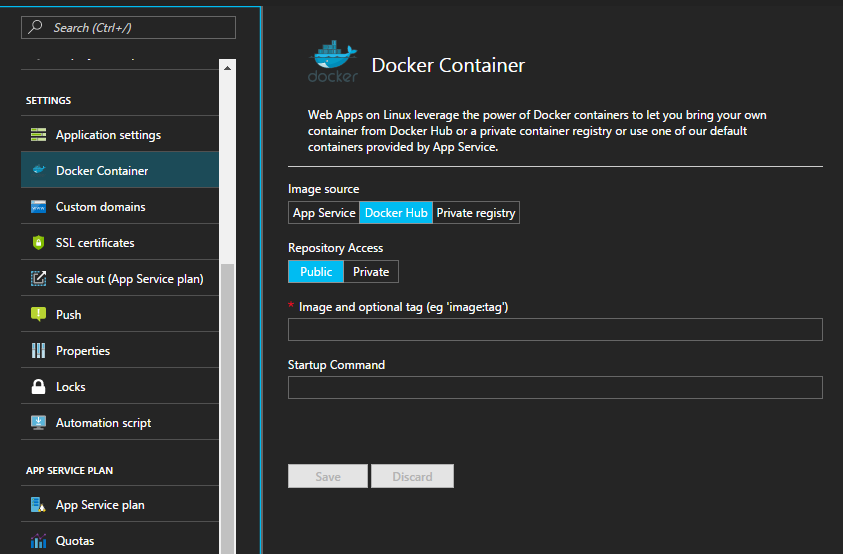 Search (Ctrl+/)
SETTINGS
Application settings
Docker Container
Custom domains
SSL certificates
Scale out (App Service plan)
Push
Properties
Locks
Automation script
APP SERVICE PLAN
App Service plan
Quotas
docker
Docker Container
Web Apps on Linux leverage the power of Docker containers to let you bring your own
container from Docker Hub or a private container registry or use one of our default
containers provided by App Service.
Image source
App Service Docker Hub Private registry
Repository Access
Public Private
* Image and optional tag (eg 'image:tag')
Startup Command
Save Discard